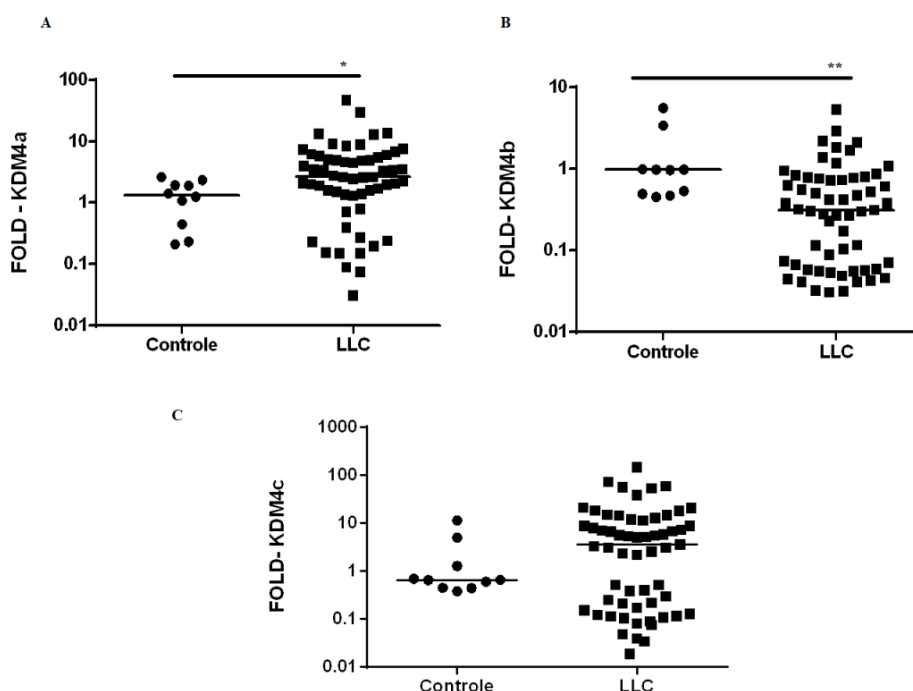 A
*
FOLD - KDM4a
100
10
1
0.1
0.01
Controle
LLC
B
**
FOLD- KDM4b
10
1
0.1
0.01
Controle
LLC
C
FOLD- KDM4c
1000
100
10
1
0.1
0.01
Controle
LLC